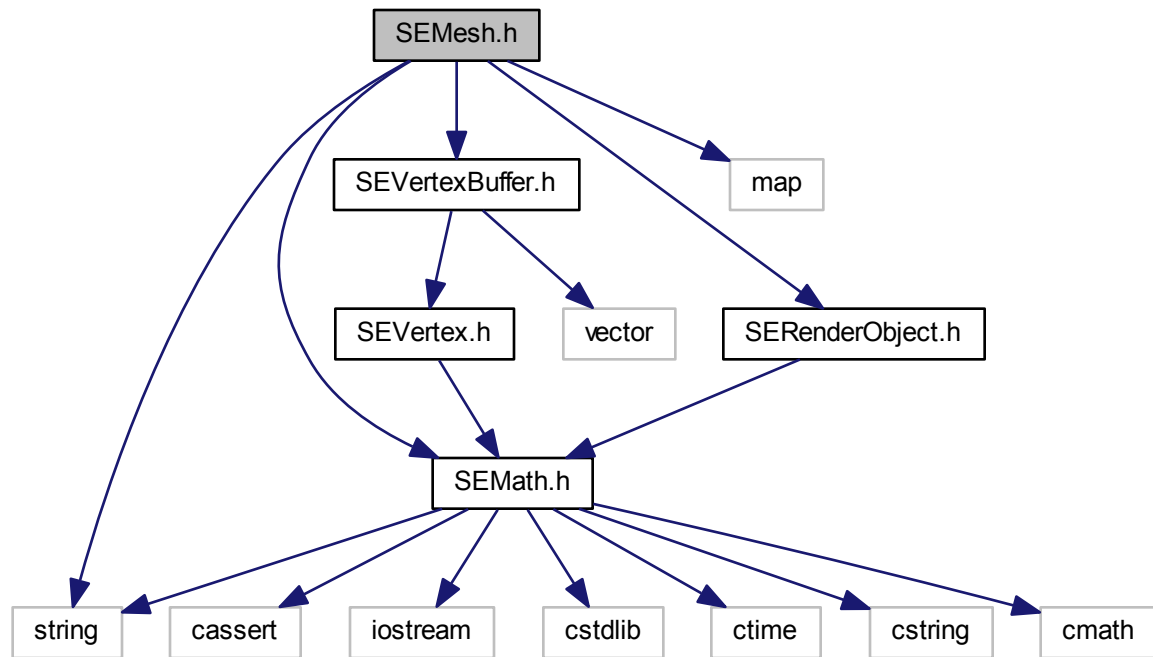 SEMesh.h
SEVertexBuffer.h
map
SEVertex.h
vector
SERenderObject.h
SEMath.h
string
cassert
iostream
cstdlib
ctime
cstring
cmath